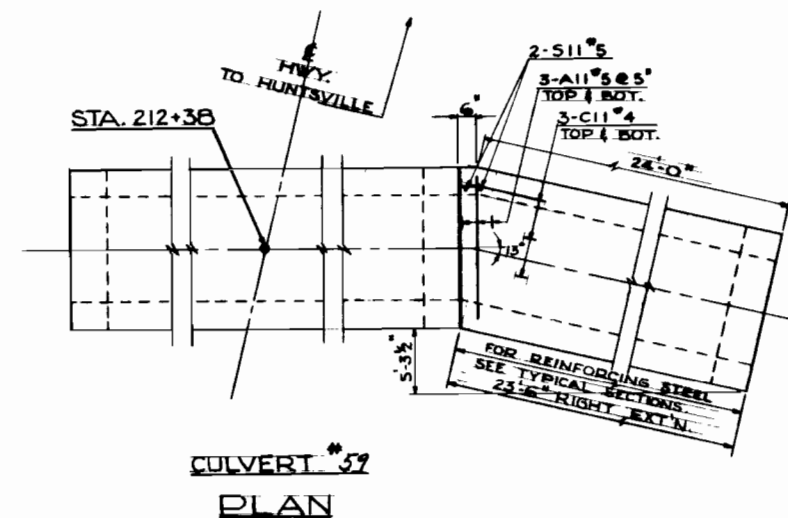 ℄
HWY.
TO HUNTSVILLE
STA. 212+38
2-S11 #5
3-A11 #5 @ 5"
TOP & BOT.
3-C11 #4
TOP & BOT.
6"
24'-0"
13°
5'-3½"
FOR REINFORCING STEEL
SEE TYPICAL SECTIONS
23'-6" RIGHT EXT'N.
CULVERT #59
PLAN